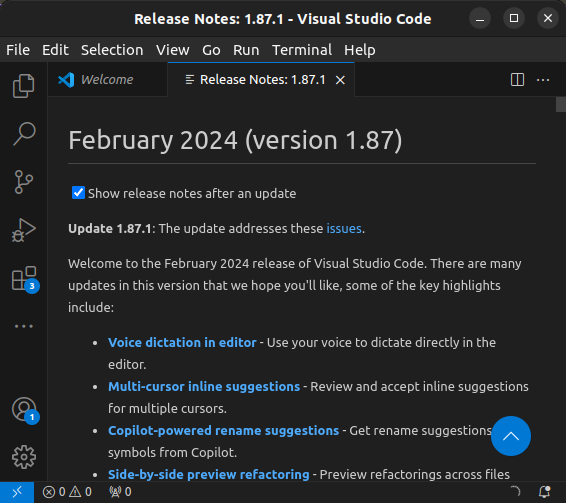 Release Notes: 1.87.1 - Visual Studio Code
File Edit Selection View Go Run Terminal Help
Welcome Release Notes: 1.87.1
February 2024 (version 1.87)
Show release notes after an update
Update 1.87.1: The update addresses these issues.
Welcome to the February 2024 release of Visual Studio Code. There are many
updates in this version that we hope you'll like, some of the key highlights
include:
• Voice dictation in editor - Use your voice to dictate directly in the
editor.
• Multi-cursor inline suggestions - Review and accept inline suggestions
for multiple cursors.
• Copilot-powered rename suggestions - Get rename suggestions
symbols from Copilot.
• Side-by-side preview refactoring - Preview refactorings across files
3
1
0 0 0